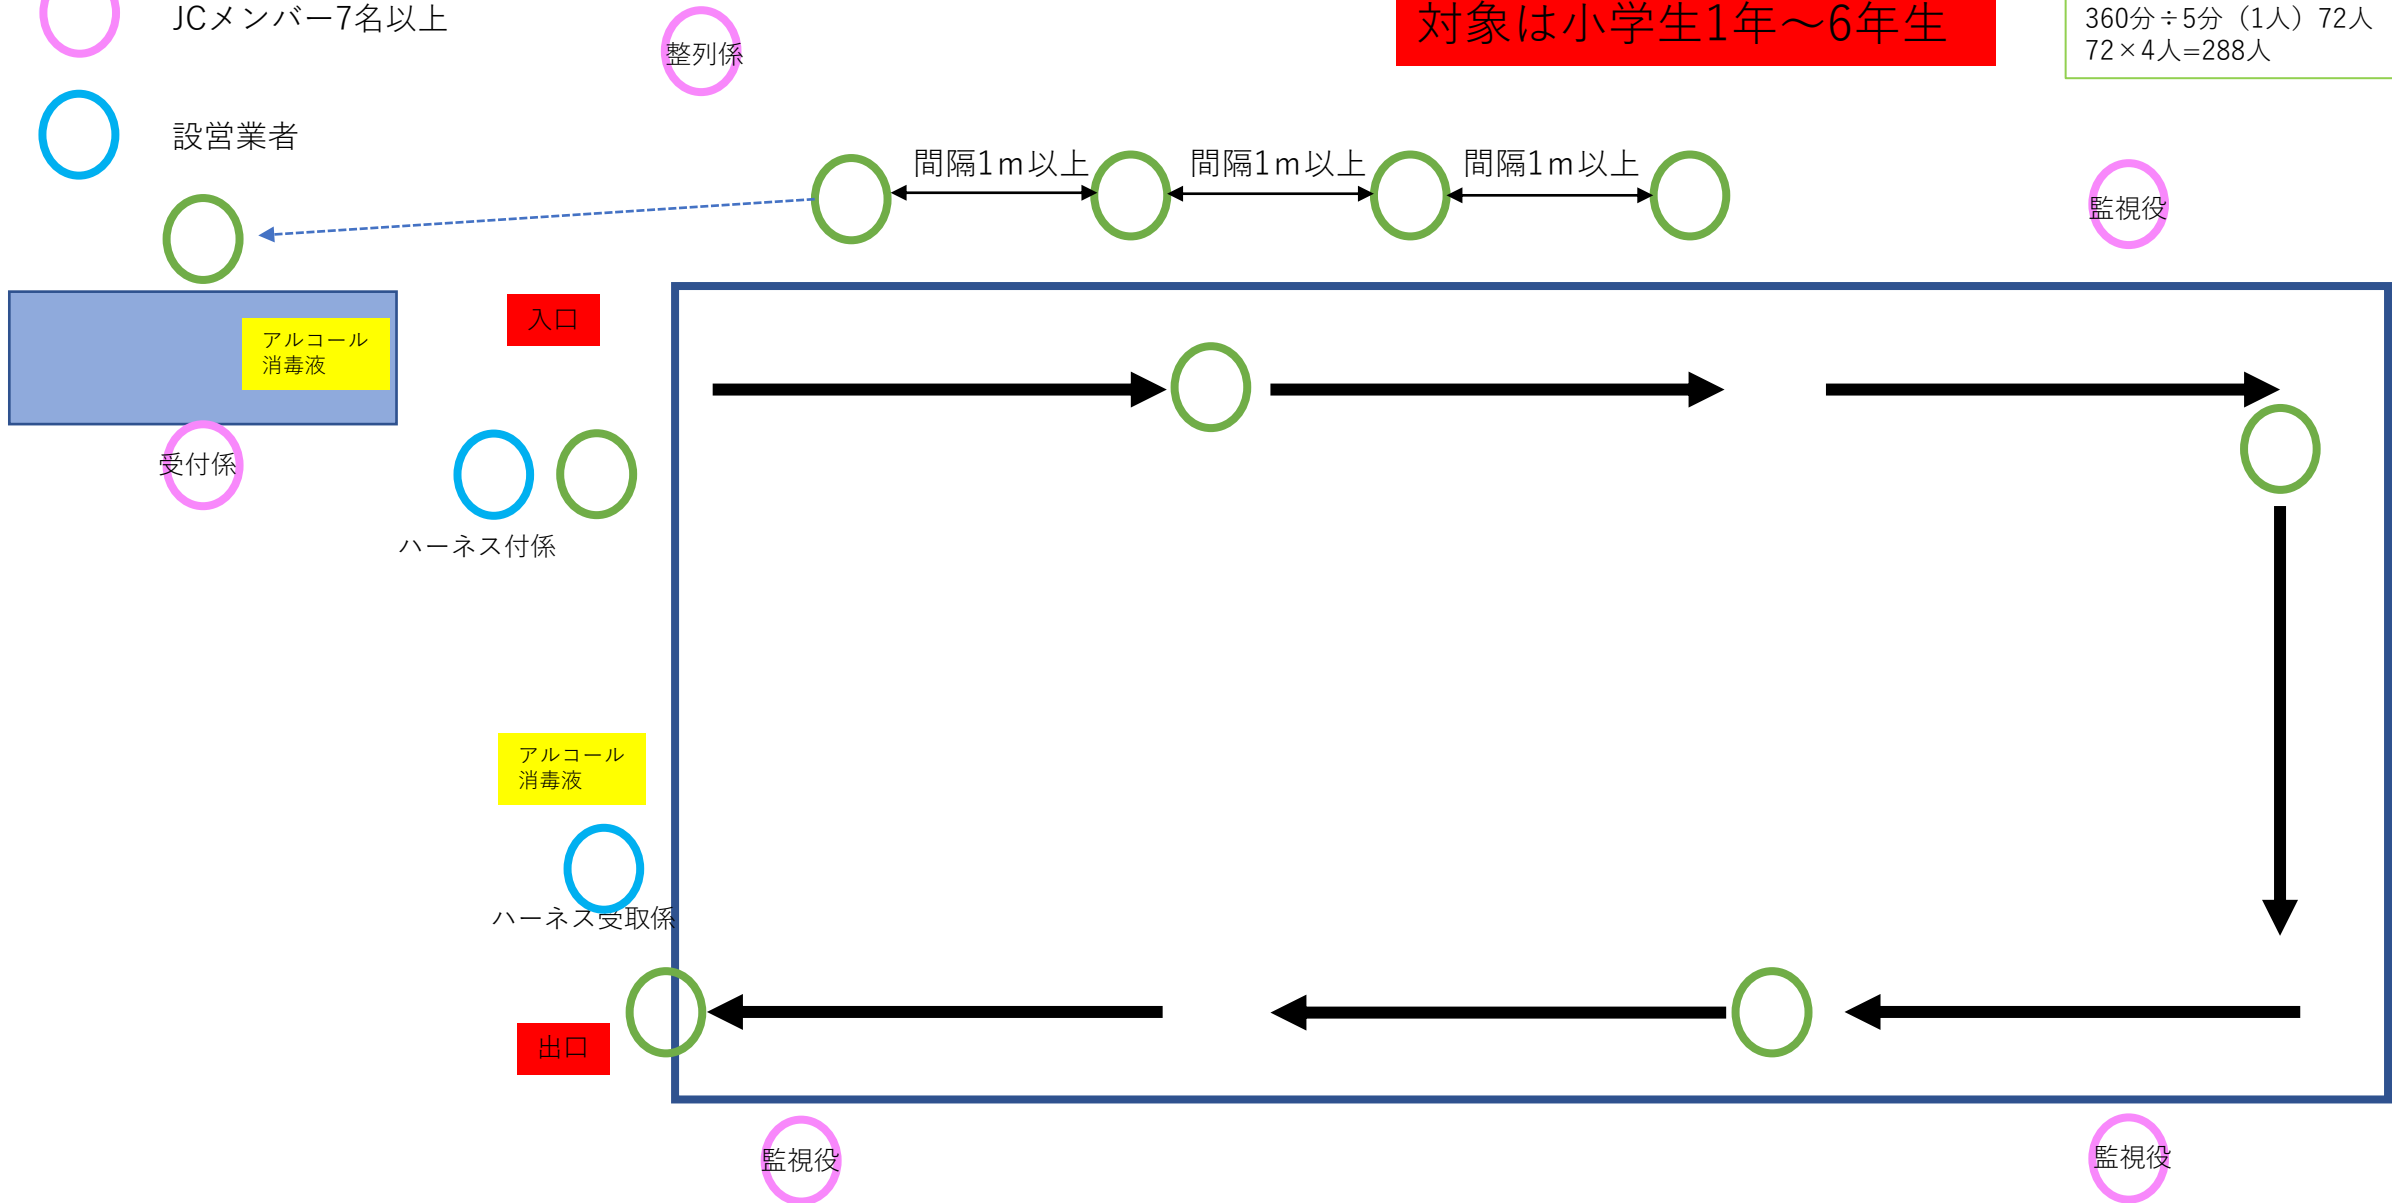 JCメンバー7名以上
整列係
対象は小学生1年～6年生
360分÷5分（1人）72人
72×4人=288人
設営業者
間隔1m以上
間隔1m以上
間隔1m以上
監視役
アルコール
消毒液
入口
受付係
ハーネス付係
アルコール
消毒液
ハーネス受取係
出口
監視役
監視役